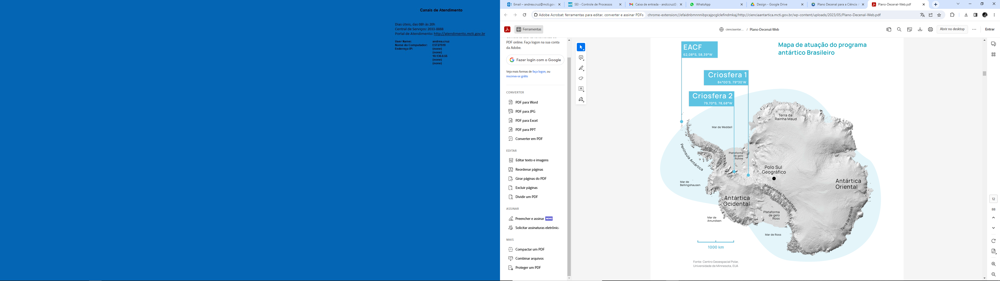 Canais de Atendimento
Dias úteis, das 08h às 20h
Central de Serviços: 2033-8888
Portal de Atendimento: http://atendimento.mcti.gov.br
User Name: andrea.cruz
Nome do Computador: EST27519
Endereço IP: (none)
(none)
10.130.0.55
(none)
(none)
Email – andrea.cruz@mcti.gov
SEI - Controle de Processos
Caixa de entrada - andccruz@
WhatsApp
Design - Google Drive
Plano Decenal para a Ciência A
Plano-Decenal-Web.pdf
Adobe Acrobat: ferramentas para editar, converter e assinar PDFs
chrome-extension://efaidnbmnnnibpcajpcglclefindmkaj/http://cienciaantartica.mcti.gov.br/wp-content/uploads/2023/05/Plano-Decenal-Web.pdf
Ferramentas
cienciaantar... / Plano-Decenal-Web
Abrir no desktop
Entrar
PDF online. Faça logon na sua conta
da Adobe.
Fazer login com o Google
Veja mais formas de faça logon, ou
inscreva-se grátis
CONVERTER
PDF para Word
PDF para JPG
PDF para Excel
PDF para PPT
Converter em PDF
EDITAR
Editar texto e imagens
Reordenar páginas
Girar páginas do PDF
Excluir páginas
Dividir um PDF
ASSINAR
Preencher e assinar NOVO
Solicitar assinaturas eletrônic
MAIS
Compactar um PDF
Combinar arquivos
Proteger um PDF
Mapa de atuação do programa
antártico Brasileiro
EACF
62,08°S, 58,39°W
Criosfera 1
84°00'S, 79°30'W
Criosfera 2
79,70°S, 78,68°W
Terra da
Rainha Maud
Mar de Weddell
Península Antártica
Plataforma
de gelo
Ronne
Polo Sul
Geográfico
Mar de
Bellingshausen
Antártica
Oriental
Montanhas Transárticas
Antártica
Ocidental
Plataforma
de gelo
Ross
Mar de
Amundsen
Terra de Wilkes
Mar de Ross
1000 km
Fonte: Centro Geoespacial Polar,
Universidade de Minnesota, EUA
12
88